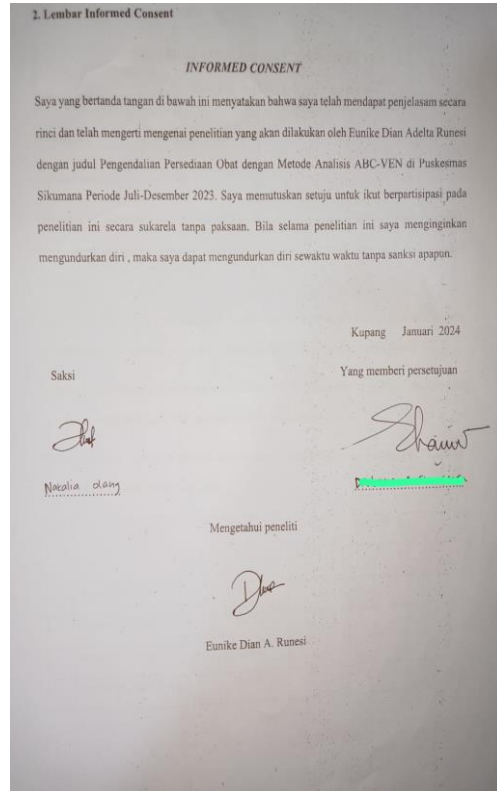 2. Lembar Informed Consent
INFORMED CONSENT
Saya yang bertanda tangan di bawah ini menyatakan bahwa saya telah mendapat penjelasam secara
rinci dan telah mengerti mengenai penelitian yang akan dilakukan oleh Eunike Dian Adelta Runesi
dengan judul Pengendalian Persediaan Obat dengan Metode Analisis ABC-VEN di Puskesmas
Sikumana Periode Juli-Desember 2023. Saya memutuskan setuju untuk ikut berpartisipasi pada
penelitian ini secara sukarela tanpa paksaan. Bila selama penelitian ini saya menginginkan
mengundurkan diri , maka saya dapat mengundurkan diri sewaktu waktu tanpa sanksi apapun.
Kupang Januari 2024
Saksi
Yang memberi persetujuan
Natalia olang
Mengetahui peneliti
Eunike Dian A. Runesi